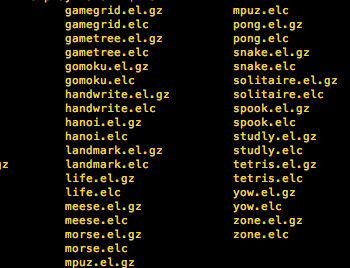 gamegrid.el.gz mpuz.elc
gamegrid.elc pong.el.gz
gametree.el.gz pong.elc
gametree.elc snake.el.gz
gomoku.el.gz snake.elc
gomoku.elc solitaire.el.gz
handwrite.el.gz solitaire.elc
handwrite.elc spook.el.gz
hanoi.el.gz spook.elc
hanoi.elc studly.el.gz
landmark.el.gz studly.elc
gz landmark.elc tetris.el.gz
life.el.gz tetris.elc
life.elc yow.el.gz
meese.el.gz yow.elc
meese.elc zone.el.gz
morse.el.gz zone.elc
morse.elc
mpuz.el.gz